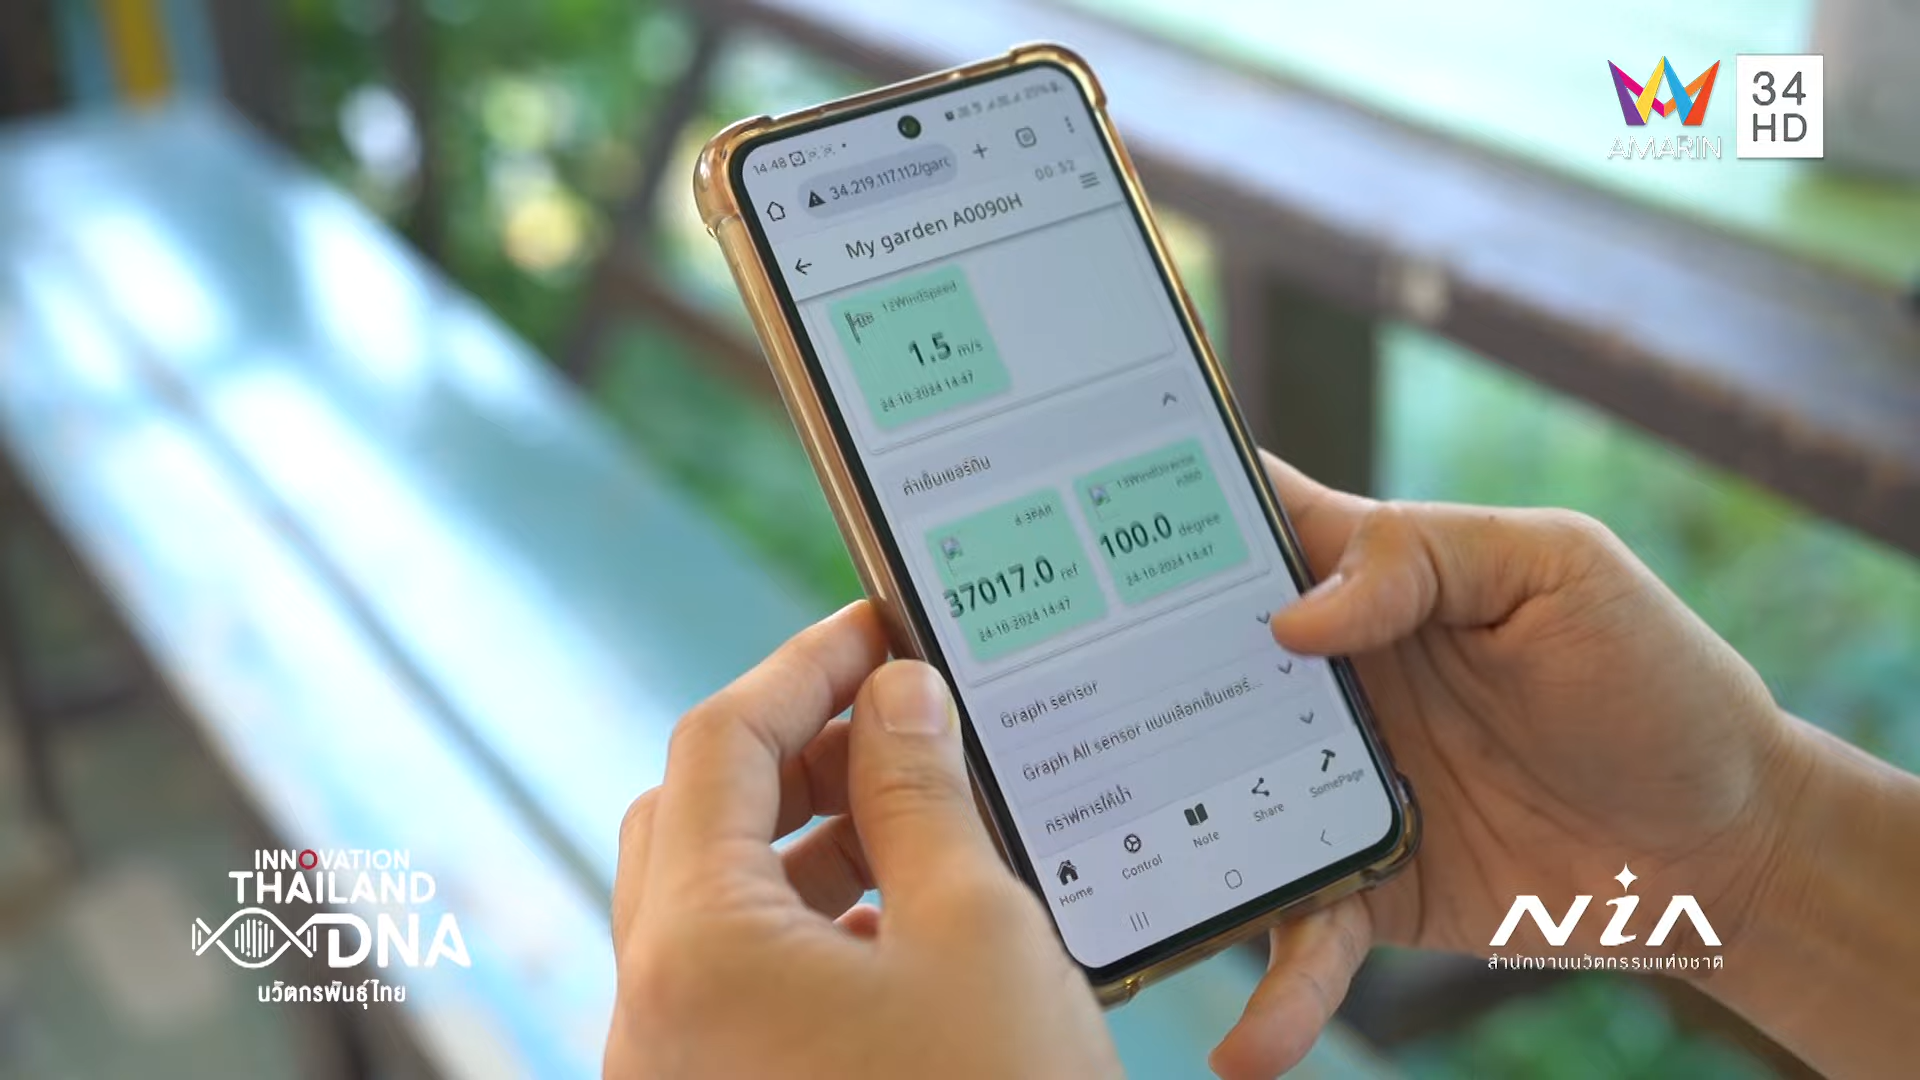 AMARIN
34
HD
14:48
34.219.117.112/gard
00:52
My garden A0090H
12Windspeed
1.5 m/s
24-10-2024 14:47
ค่าเซ็นเซอร์ดิน
4-3PAR
37017.0 ref
24-10-2024 14:47
100.0 degree
24-10-2024 14:47
Graph sensor
Graph All sensor แบบเลือกเซ็นเซอร์...
กราฟการให้น้ำ
Home
Control
Note
Share
SomePage
INNOVATION
THAILAND
DNA
นวัตกรพันธุ์ไทย
NiA
สำนักงานนวัตกรรมแห่งชาติ